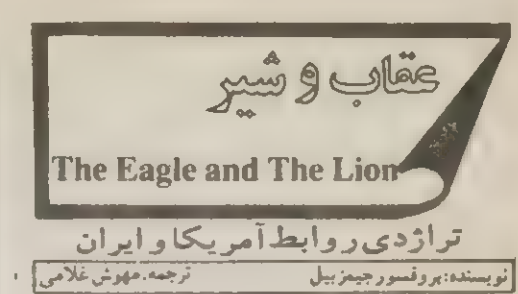 عقاب و شیر
The Eagle and The Lion
تراژدی روابط آمریکا و ایران
نویسنده: پروفسور جیمز بیل ترجمه: مهوش غلامی